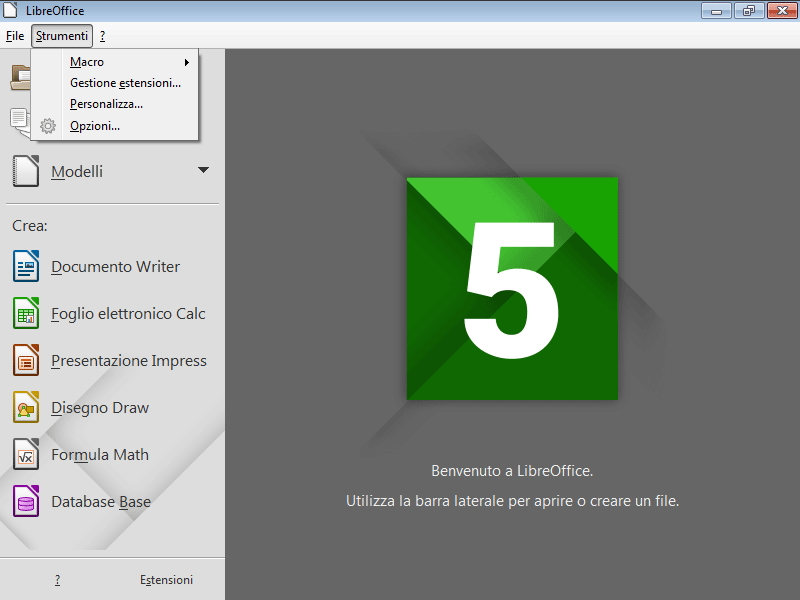 LibreOffice
File Strumenti ?
Macro
Gestione estensioni...
Personalizza...
Opzioni...
Modelli
Crea:
Documento Writer
Foglio elettronico Calc
Presentazione Impress
Disegno Draw
Formula Math
Database Base
? Estensioni
5
Benvenuto a LibreOffice.
Utilizza la barra laterale per aprire o creare un file.